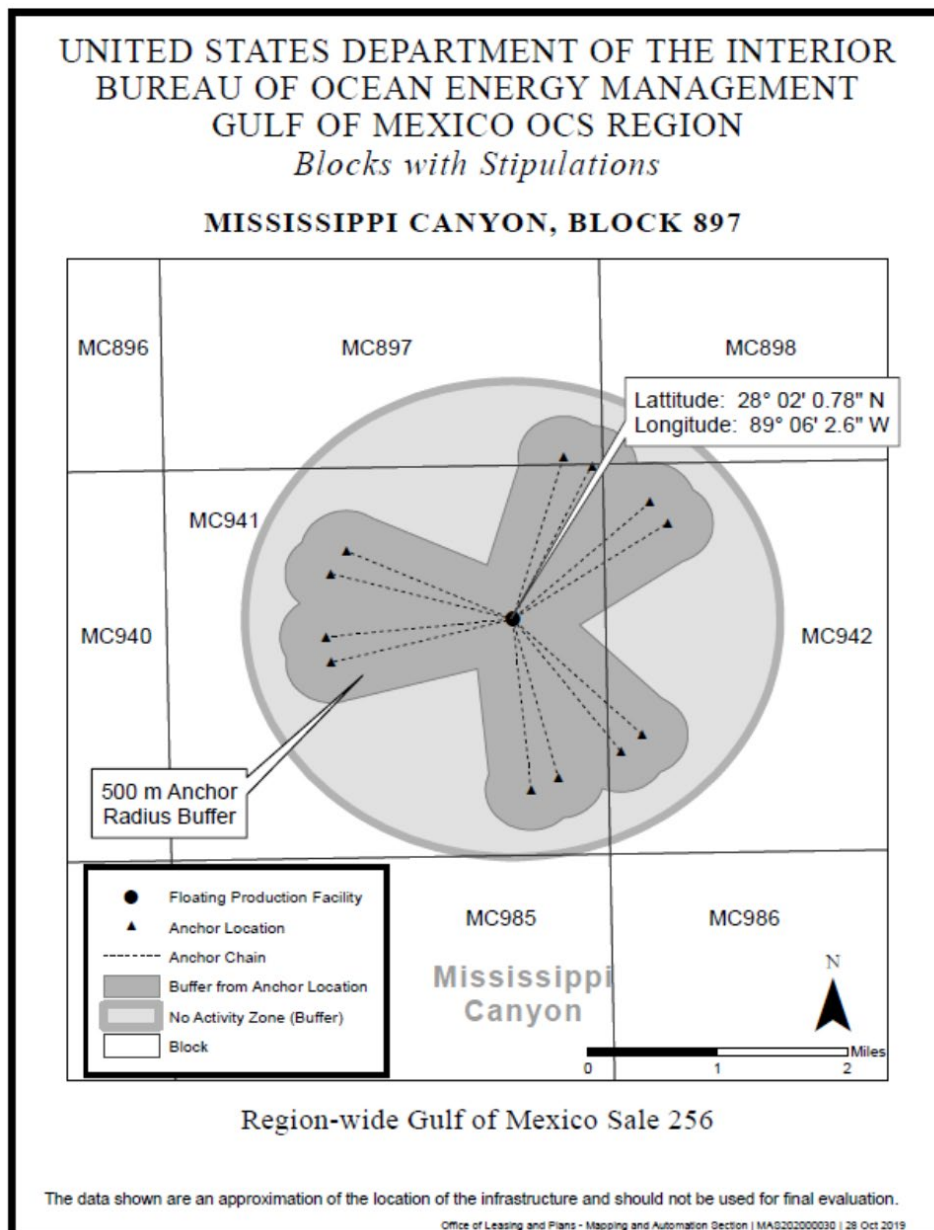 UNITED STATES DEPARTMENT OF THE INTERIOR
BUREAU OF OCEAN ENERGY MANAGEMENT
GULF OF MEXICO OCS REGION
Blocks with Stipulations
MISSISSIPPI CANYON, BLOCK 897
MC896
MC897
MC898
Lattitude: 28° 02' 0.78" N
Longitude: 89° 06' 2.6" W
MC941
MC940
MC942
500 m Anchor
Radius Buffer
Floating Production Facility
Anchor Location
Anchor Chain
Buffer from Anchor Location
No Activity Zone (Buffer)
Block
MC985
MC986
Mississippi
Canyon
N
Miles
0 1 2
Region-wide Gulf of Mexico Sale 256
The data shown are an approximation of the location of the infrastructure and should not be used for final evaluation.
Office of Leasing and Plans - Mapping and Automation Section | MAS202000030 | 28 Oct 2019